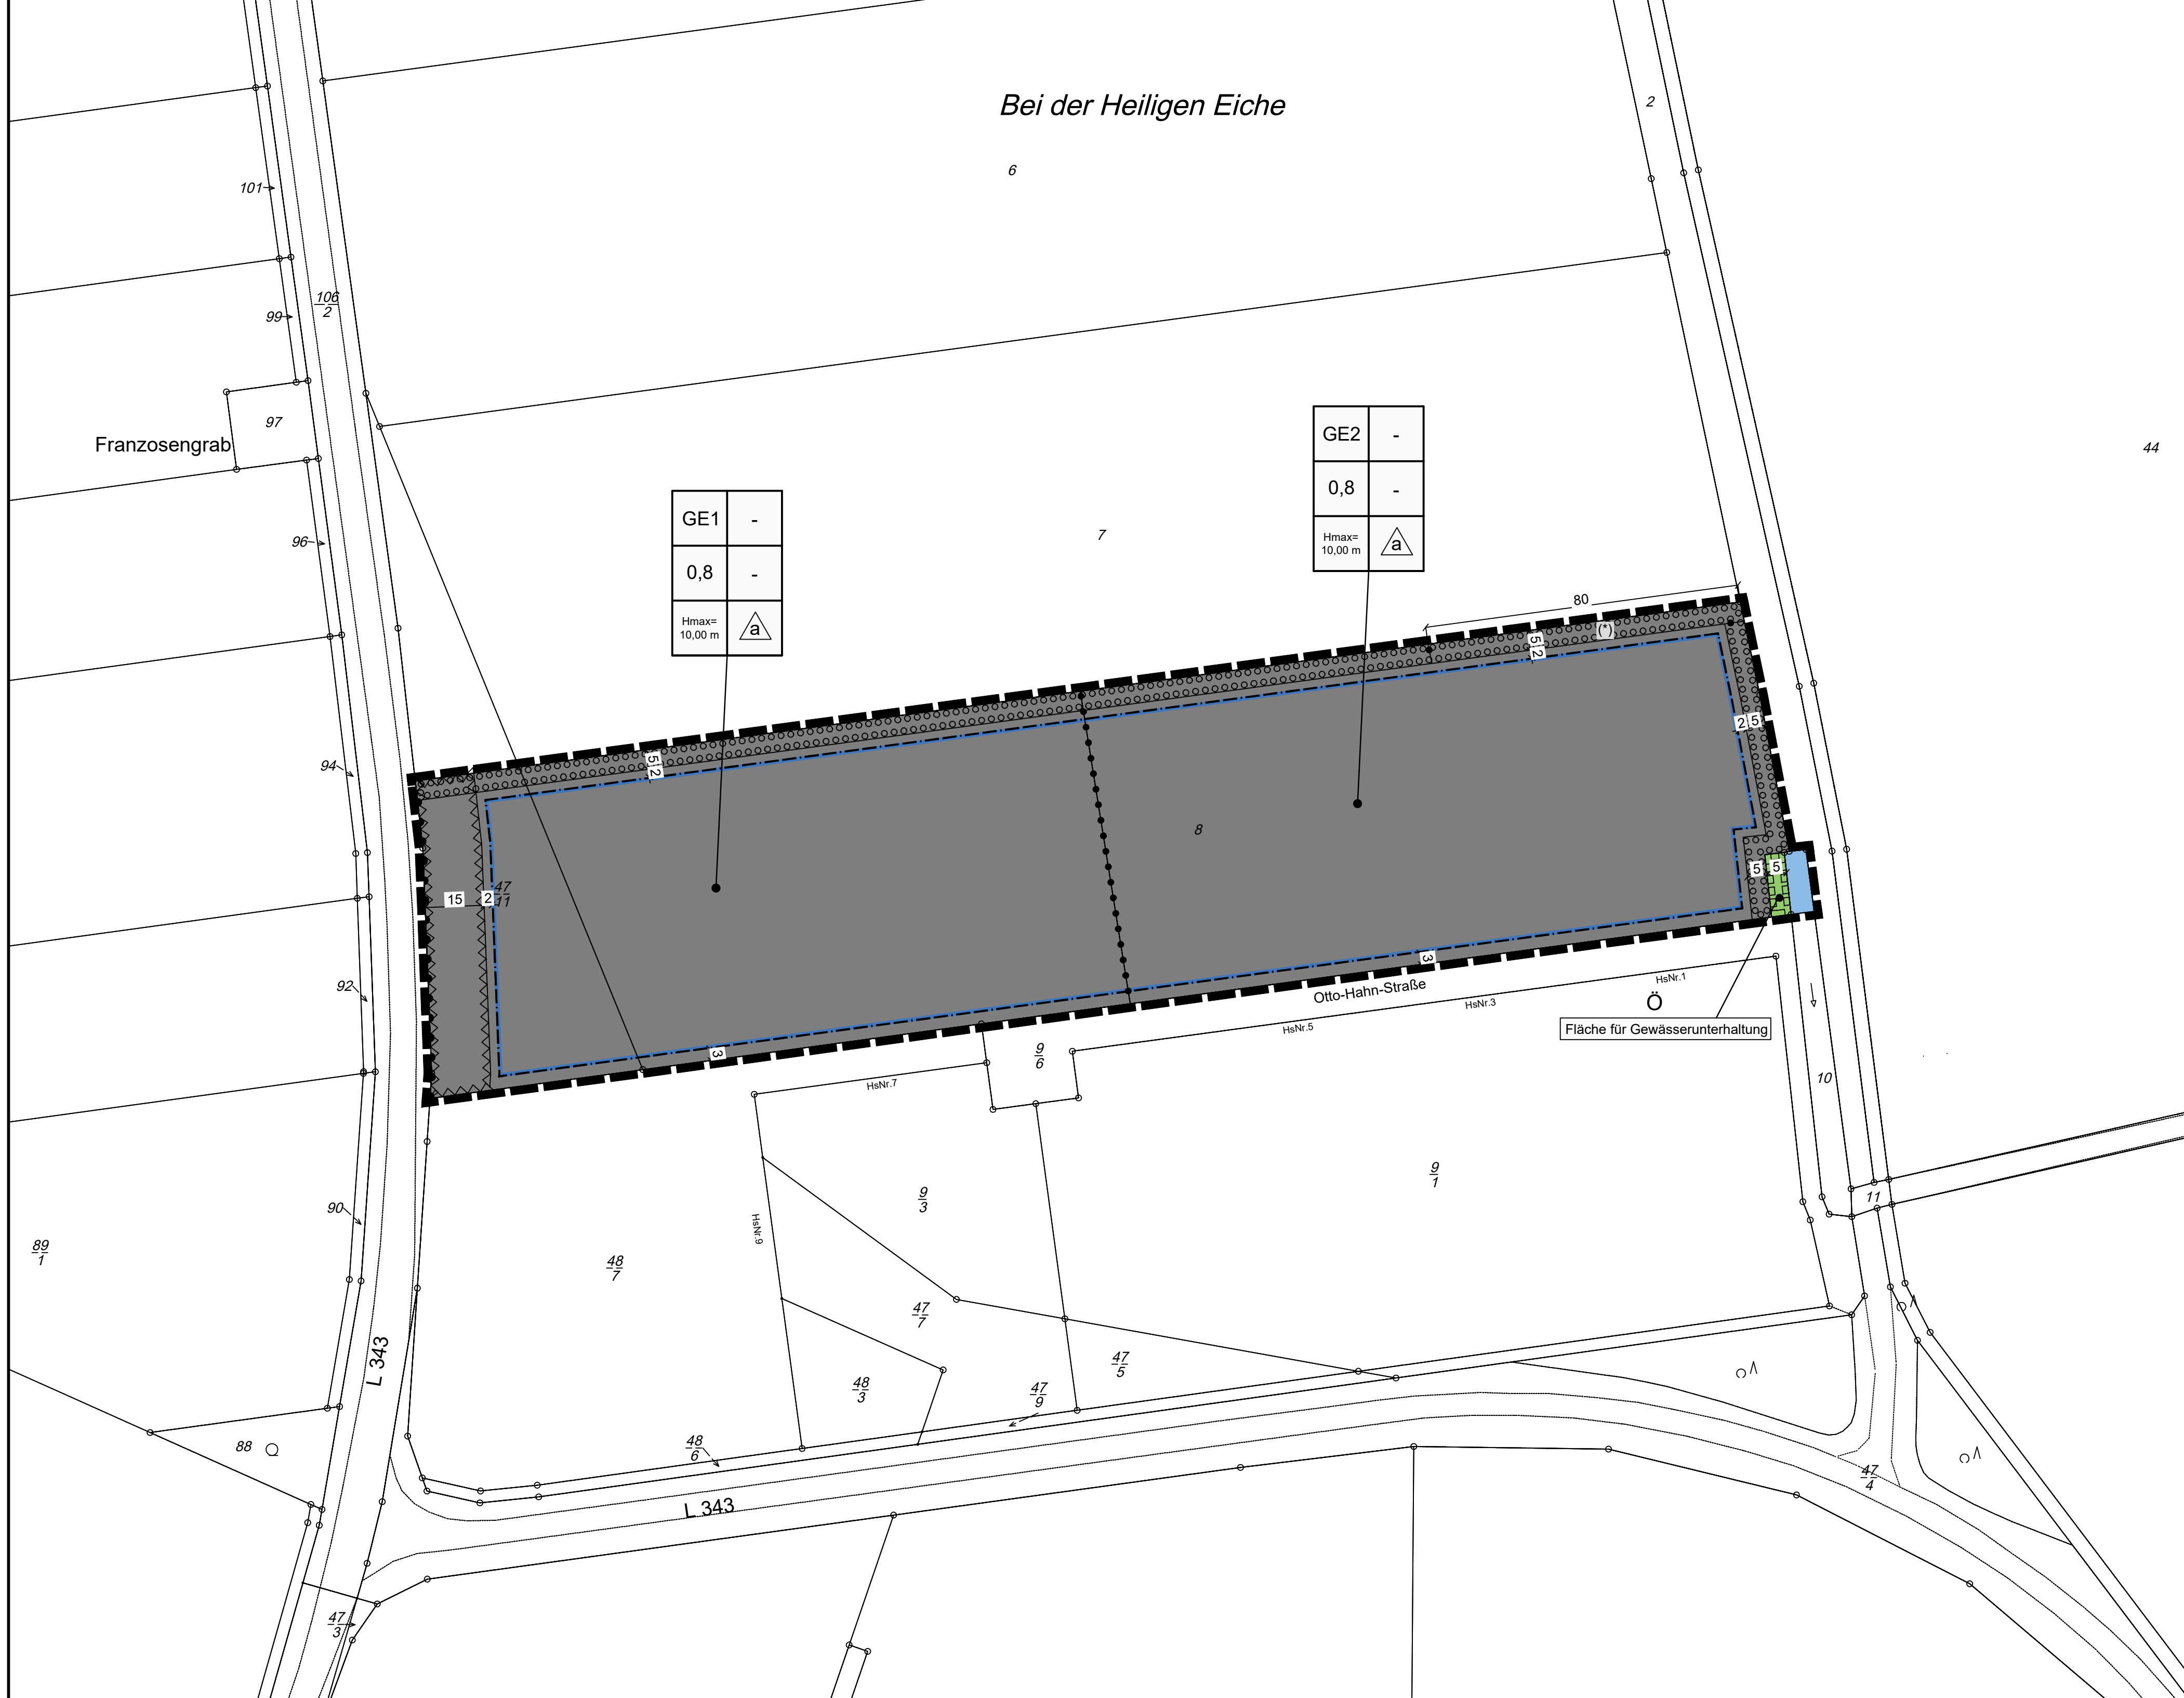 Bei der Heiligen Eiche
2
6
101
106
2
99
97
Franzosengrab
44
GE2 -
0,8 -
Hmax=
10,00 m
a
GE1 -
0,8 -
Hmax=
10,00 m
a
7
96
80
(*)
5 2
2 5
5 2
94
8
5 5
15
2
47
11
92
3
3
Otto-Hahn-Straße
HsNr.1
HsNr.3
HsNr.5
HsNr.7
HsNr.9
Ö
Fläche für Gewässerunterhaltung
9
6
10
9
1
9
3
11
90
89
1
48
7
47
7
47
5
L 343
48
3
47
9
88
48
6
47
4
L 343
47
3